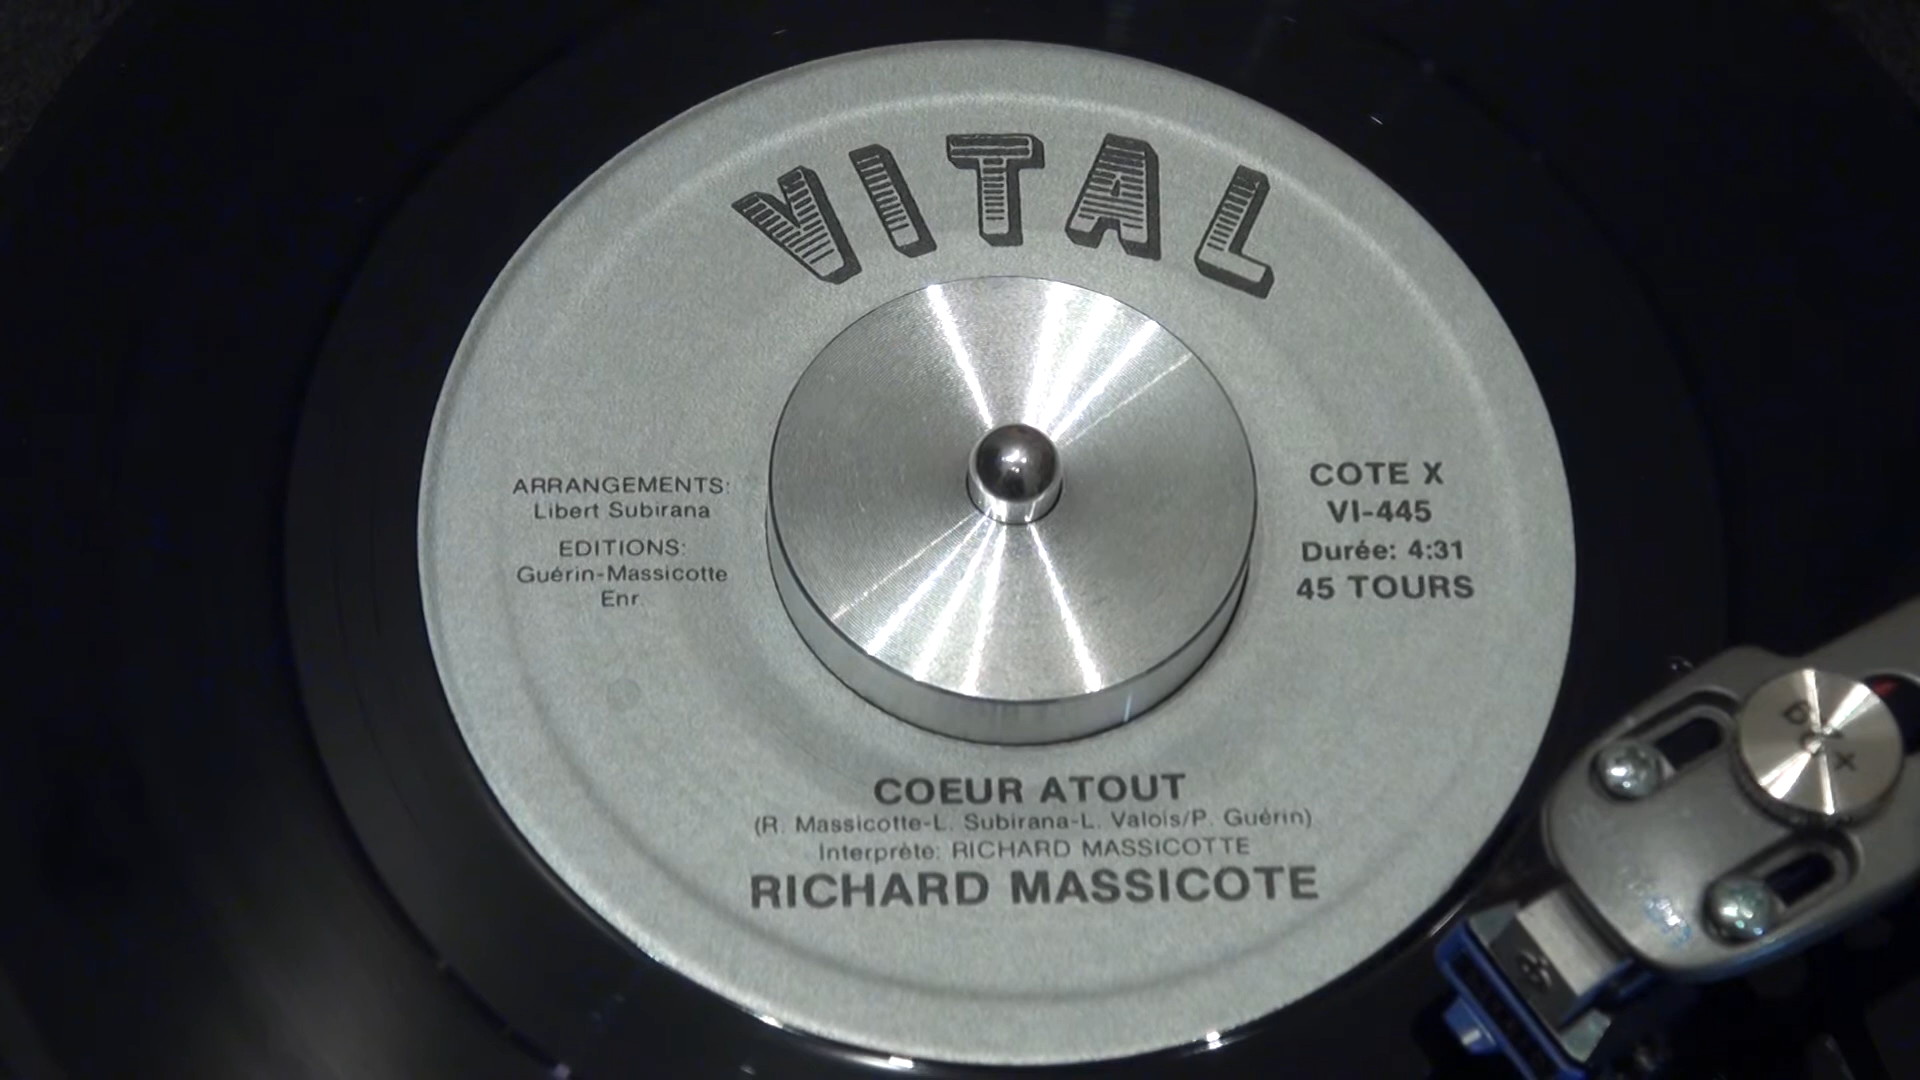 VITAL
ARRANGEMENTS:
Libert Subirana
EDITIONS:
Guérin-Massicotte
Enr.
COTE X
VI-445
Durée: 4:31
45 TOURS
COEUR ATOUT
(R. Massicotte-L. Subirana-L. Valois/P. Guérin)
Interprète: RICHARD MASSICOTTE
RICHARD MASSICOTE